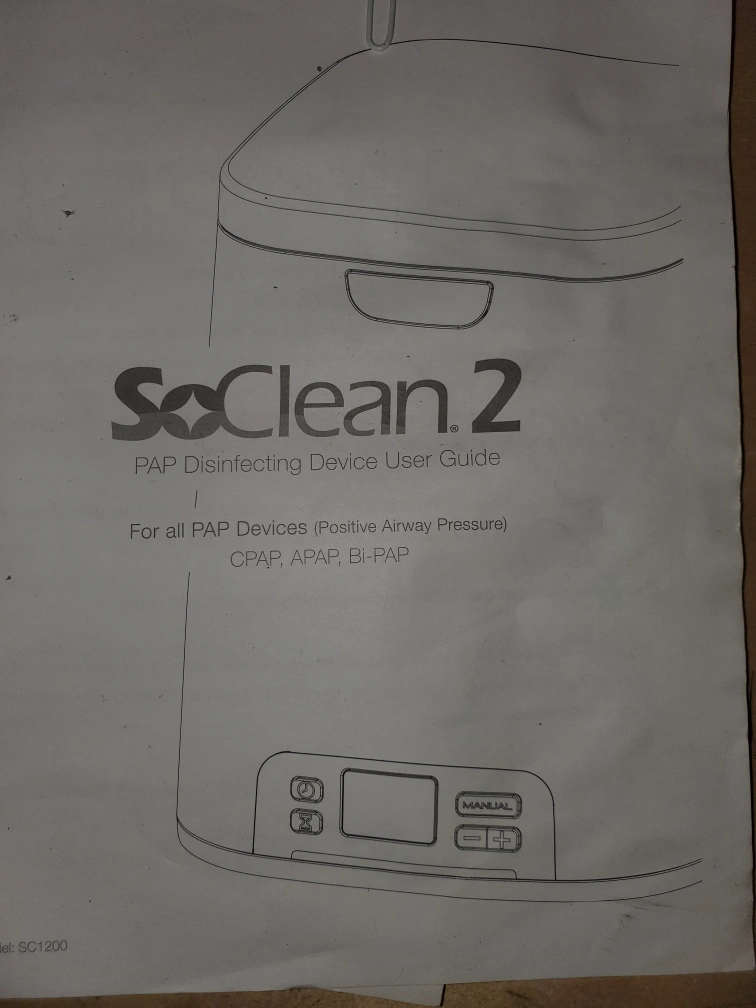 SoClean® 2
PAP Disinfecting Device User Guide
For all PAP Devices (Positive Airway Pressure)
CPAP, APAP, Bi-PAP
MANUAL
SC1200